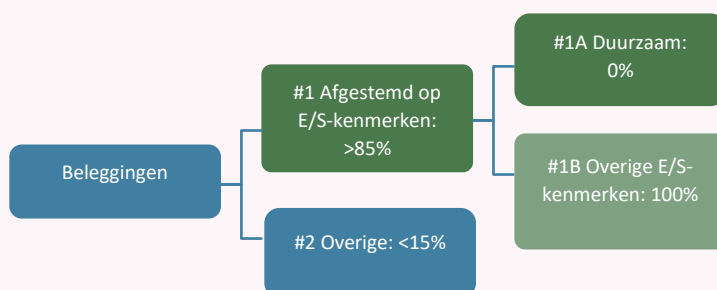 Beleggingen
#1 Afgestemd op
E/S-kenmerken:
>85%
#2 Overige: <15%
#1A Duurzaam:
0%
#1B Overige E/S-
kenmerken: 100%